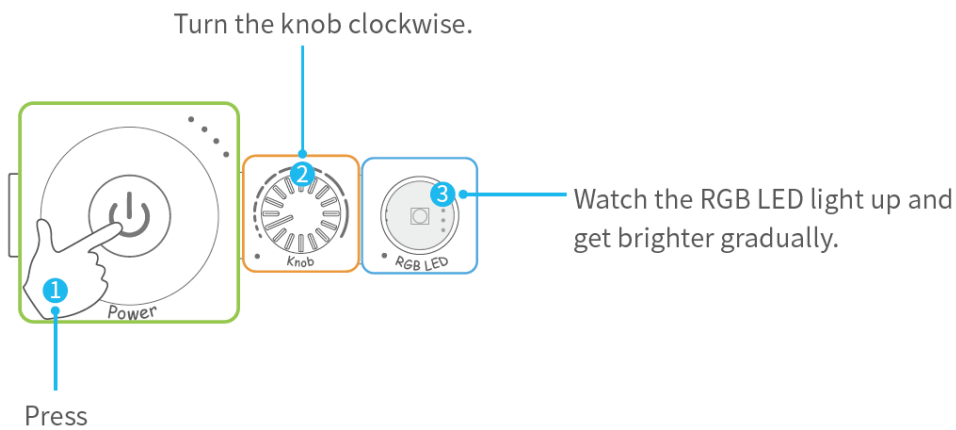 Turn the knob clockwise.
2
3
Watch the RGB LED light up and
get brighter gradually.
Knob
RGB LED
1
Power
Press